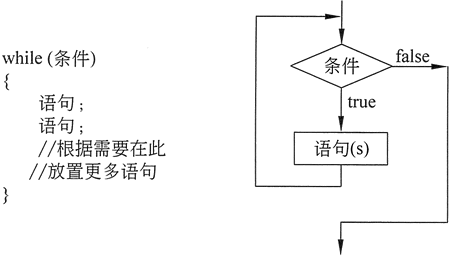 while (条件)
{
语句;
语句;
//根据需要在此
//放置更多语句
}
条件
false
true
语句(s)